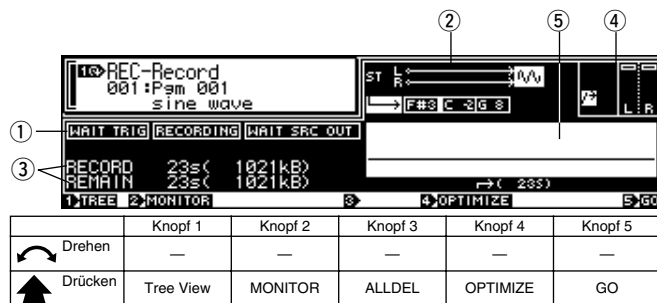 ② ⑤ ④
REC-Record
001:Pgm 001
sine wave
ST L R
F#3 C -2 G 8
L R
①
WAIT TRIG RECORDING WAIT SRC OUT
③
RECORD 23s( 1021kB)
REMAIN 23s( 1021kB)
( 23S)
1 TREE 2 MONITOR 3 4 OPTIMIZE 5 GO
Knopf 1 Knopf 2 Knopf 3 Knopf 4 Knopf 5
Drehen — — — — —
Drücken Tree View MONITOR ALLDEL OPTIMIZE GO